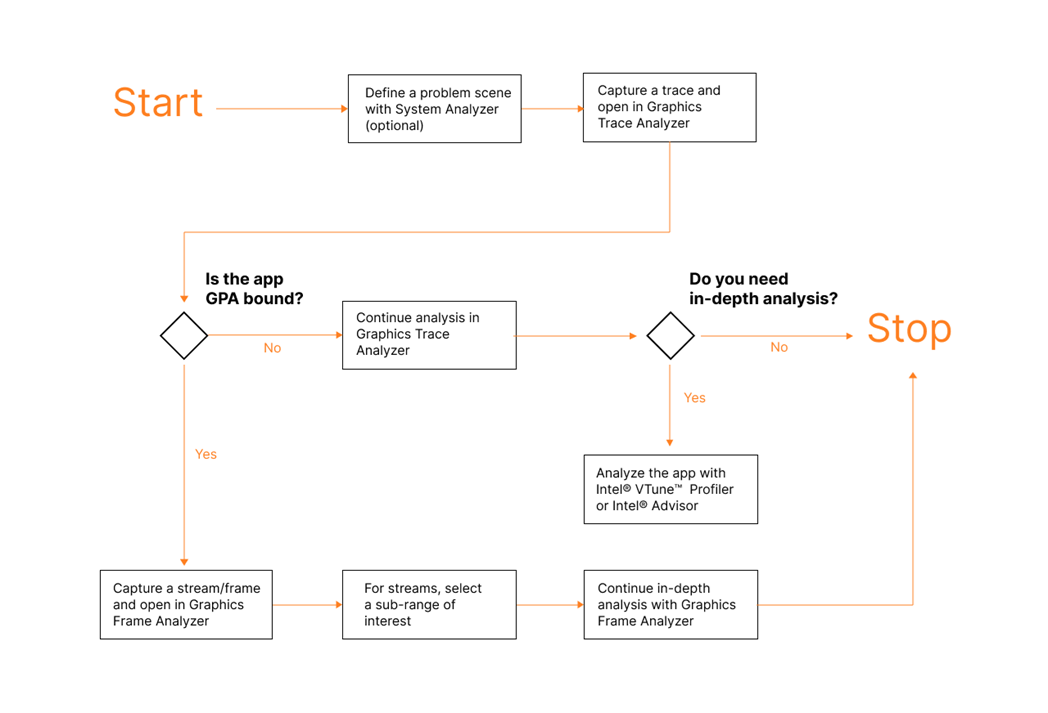 Start
Define a problem scene
with System Analyzer
(optional)
Capture a trace and
open in Graphics
Trace Analyzer
Is the app
GPA bound?
No
Continue analysis in
Graphics Trace
Analyzer
Do you need
in-depth analysis?
No
Stop
Yes
Analyze the app with
Intel® VTune™ Profiler
or Intel® Advisor
Yes
Capture a stream/frame
and open in Graphics
Frame Analyzer
For streams, select
a sub-range of
interest
Continue in-depth
analysis with Graphics
Frame Analyzer